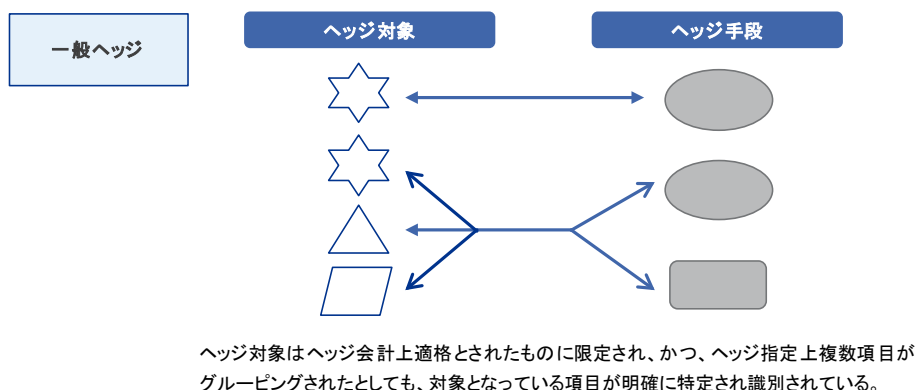 一般ヘッジ
ヘッジ対象
ヘッジ手段
ヘッジ対象はヘッジ会計上適格とされたものに限定され、かつ、ヘッジ指定上複数項目が
グルーピングされたとしても、対象となっている項目が明確に特定され識別されている。